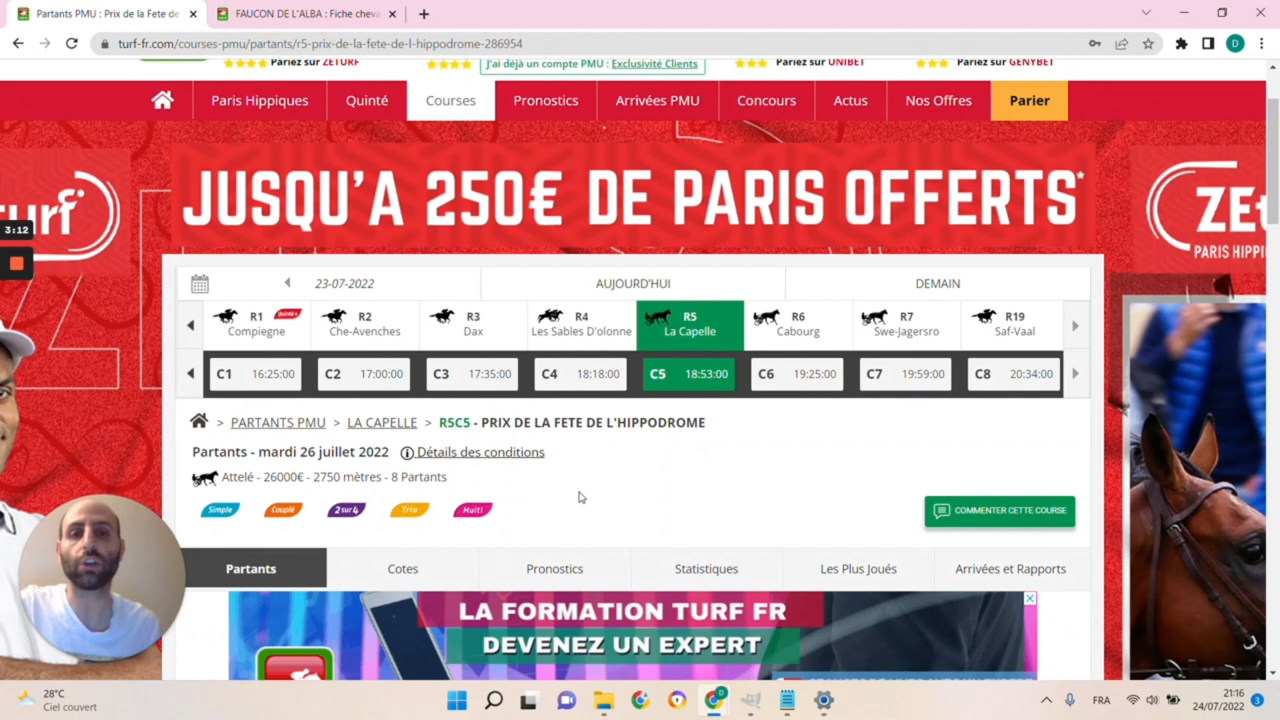 Partants PMU : Prix de la Fete de
FAUCON DE L'ALBA : Fiche cheva
turf-fr.com/courses-pmu/partants/r5-prix-de-la-fete-de-l-hippodrome-286954
D
Pariez sur ZETURF
J'ai déjà un compte PMU : Exclusivité Clients
Pariez sur UNIBET
Pariez sur GENYBET
Paris Hippiques
Quinté
Courses
Pronostics
Arrivées PMU
Concours
Actus
Nos Offres
Parier
JUSQU'A 250€ DE PARIS OFFERTS*
urf
ZEt
PARIS HIPPI
3:12
23-07-2022
AUJOURD'HUI
DEMAIN
R1 Quinté+
Compiegne
R2
Che-Avenches
R3
Dax
R4
Les Sables D'olonne
R5
La Capelle
R6
Cabourg
R7
Swe-Jagersro
R19
Saf-Vaal
C1 16:25:00
C2 17:00:00
C3 17:35:00
C4 18:18:00
C5 18:53:00
C6 19:25:00
C7 19:59:00
C8 20:34:00
> PARTANTS PMU > LA CAPELLE > R5C5 - PRIX DE LA FETE DE L'HIPPODROME
Partants - mardi 26 juillet 2022 Détails des conditions
Attelé - 26000€ - 2750 mètres - 8 Partants
Simple
Couplé
2sur4
Trio
Multi
COMMENTER CETTE COURSE
Partants
Cotes
Pronostics
Statistiques
Les Plus Joués
Arrivées et Rapports
LA FORMATION TURF FR
DEVENEZ UN EXPERT
28°C
Ciel couvert
D
FRA
21:16
24/07/2022
3